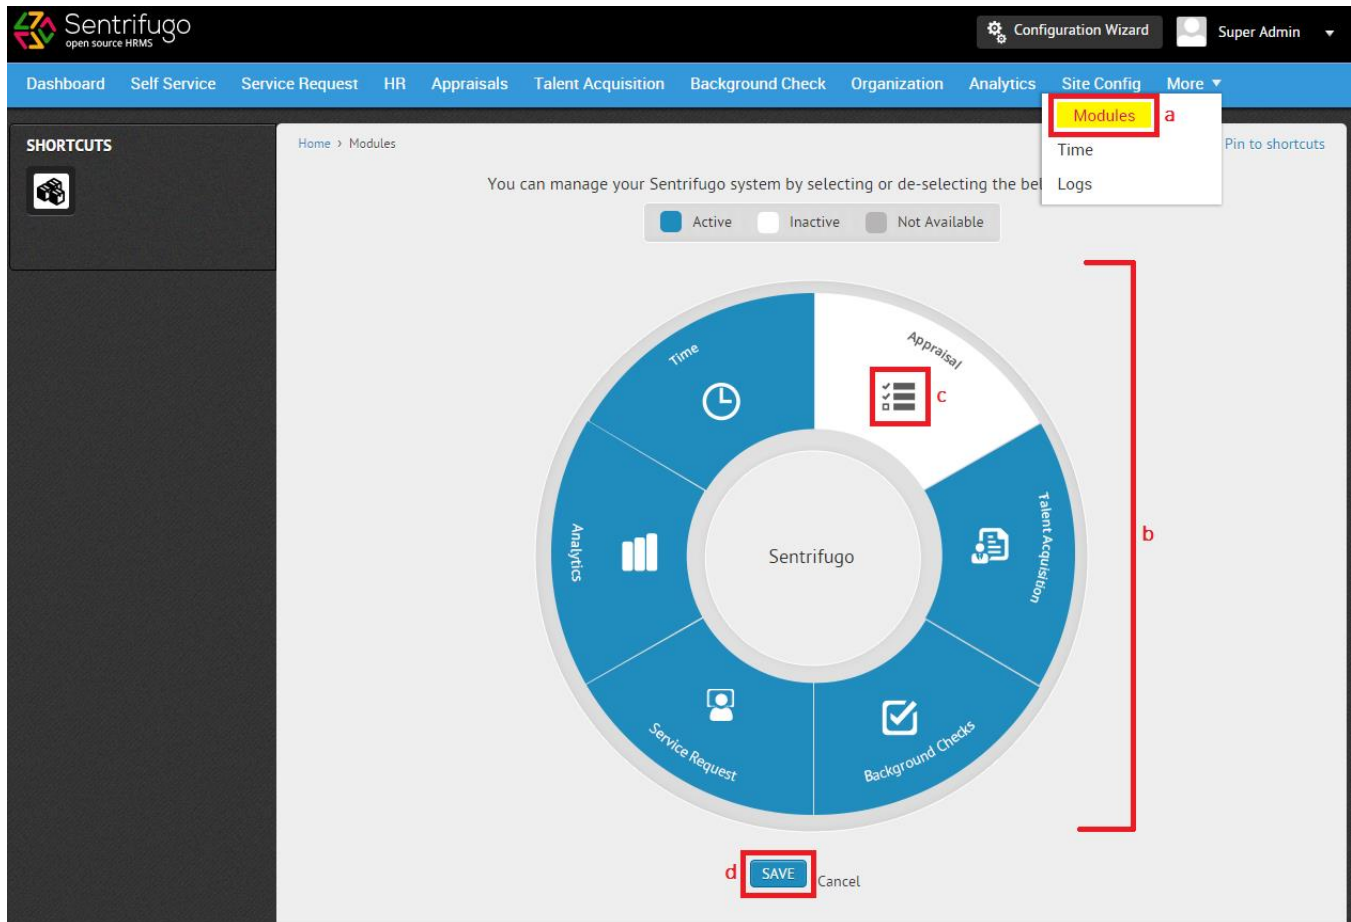 Sentrifugo
open source HRMS
Configuration Wizard
Super Admin
Dashboard Self Service Service Request HR Appraisals Talent Acquisition Background Check Organization Analytics Site Config More
Modules a
Time
Logs
SHORTCUTS
Home > Modules
Pin to shortcuts
You can manage your Sentrifugo system by selecting or de-selecting the bel
Active Inactive Not Available
Time
Appraisal
c
Analytics
Sentrifugo
Talent Acquisition
b
Service Request
Background Checks
d SAVE Cancel